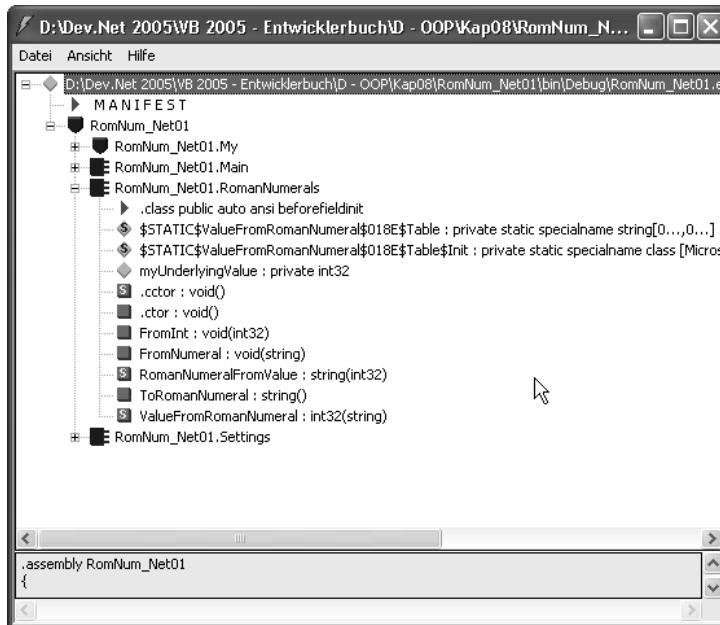 D:\Dev.Net 2005\VB 2005 - Entwicklerbuch\D - OOP\Kap08\RomNum_N...
Datei Ansicht Hilfe
D:\Dev.Net 2005\VB 2005 - Entwicklerbuch\D - OOP\Kap08\RomNum_Net01\bin\Debug\RomNum_Net01.e
MANIFEST
RomNum_Net01
RomNum_Net01.My
RomNum_Net01.Main
RomNum_Net01.RomanNumerals
.class public auto ansi beforefieldinit
$STATIC$ValueFromRomanNumeral$018E$Table : private static specialname string[0...,0...]
$STATIC$ValueFromRomanNumeral$018E$Table$Init : private static specialname class [Micros
myUnderlyingValue : private int32
.cctor : void()
.ctor : void()
FromInt : void(int32)
FromNumeral : void(string)
RomanNumeralFromValue : string(int32)
ToRomanNumeral : string()
ValueFromRomanNumeral : int32(string)
RomNum_Net01.Settings
.assembly RomNum_Net01
{